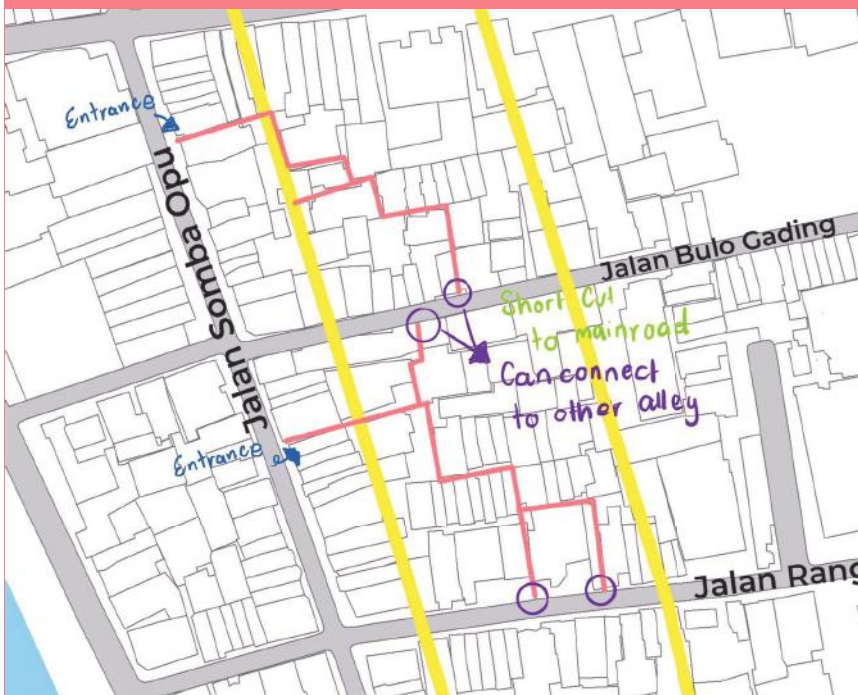 Entrance
Jalan Somba Opu
Jalan Bulo Gading
Short Cut
to mainroad
Can connect
to other alley
Entrance
Jalan Rang